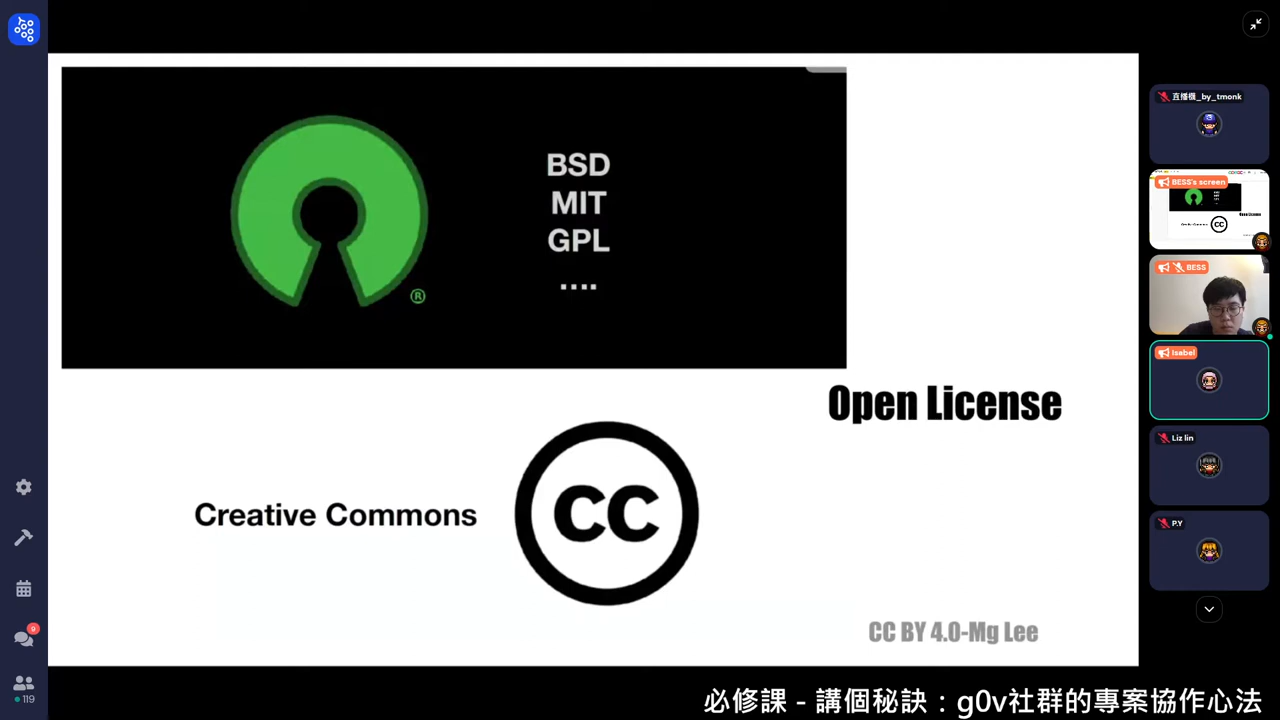 BSD
MIT
GPL
....
®
Open License
Creative Commons
CC
CC BY 4.0-Mg Lee
直播機_by_tmonk
BESS's screen
BESS
Isabel
Liz lin
P.Y
9
119
必修課 - 講個秘訣：g0v社群的專案協作心法